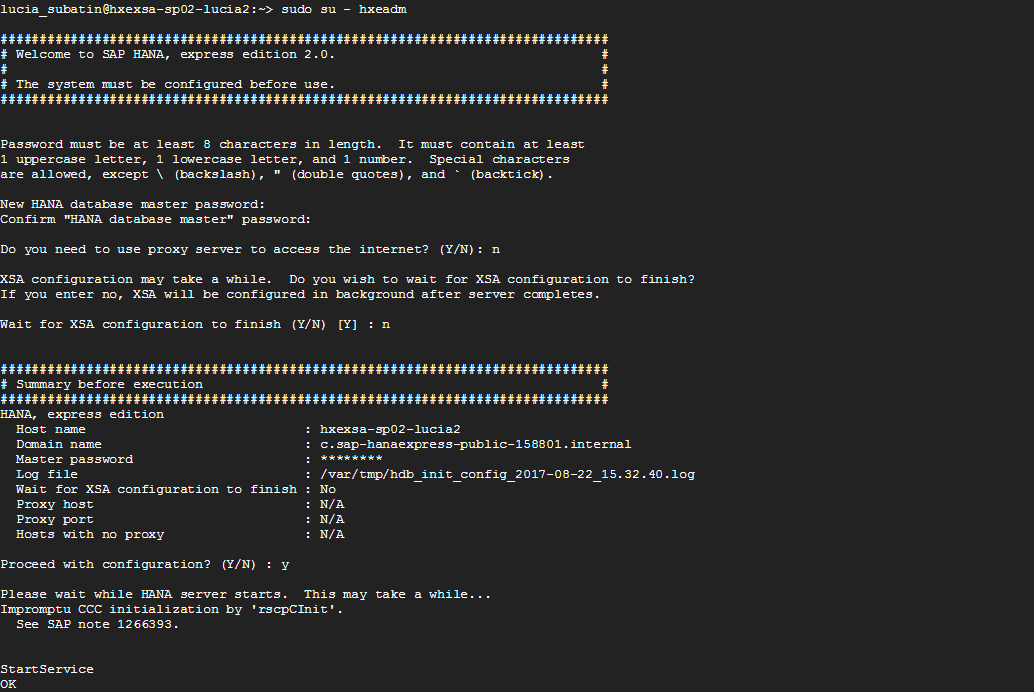 lucia_subatin@hxexsa-sp02-lucia2:~> sudo su - hxeadm
##############################################################################
# Welcome to SAP HANA, express edition 2.0.                                  #
#                                                                            #
# The system must be configured before use.                                  #
##############################################################################
Password must be at least 8 characters in length.  It must contain at least
1 uppercase letter, 1 lowercase letter, and 1 number.  Special characters
are allowed, except \ (backslash), " (double quotes), and ` (backtick).
New HANA database master password:
Confirm "HANA database master" password:
Do you need to use proxy server to access the internet? (Y/N): n
XSA configuration may take a while.  Do you wish to wait for XSA configuration to finish?
If you enter no, XSA will be configured in background after server completes.
Wait for XSA configuration to finish (Y/N) [Y] : n
##############################################################################
# Summary before execution                                                   #
##############################################################################
HANA, express edition
  Host name                            : hxexsa-sp02-lucia2
  Domain name                          : c.sap-hanaexpress-public-158801.internal
  Master password                      : ********
  Log file                             : /var/tmp/hdb_init_config_2017-08-22_15.32.40.log
  Wait for XSA configuration to finish : No
  Proxy host                           : N/A
  Proxy port                           : N/A
  Hosts with no proxy                  : N/A
Proceed with configuration? (Y/N) : y
Please wait while HANA server starts.  This may take a while...
Impromptu CCC initialization by 'rscpCInit'.
  See SAP note 1266393.
StartService
OK